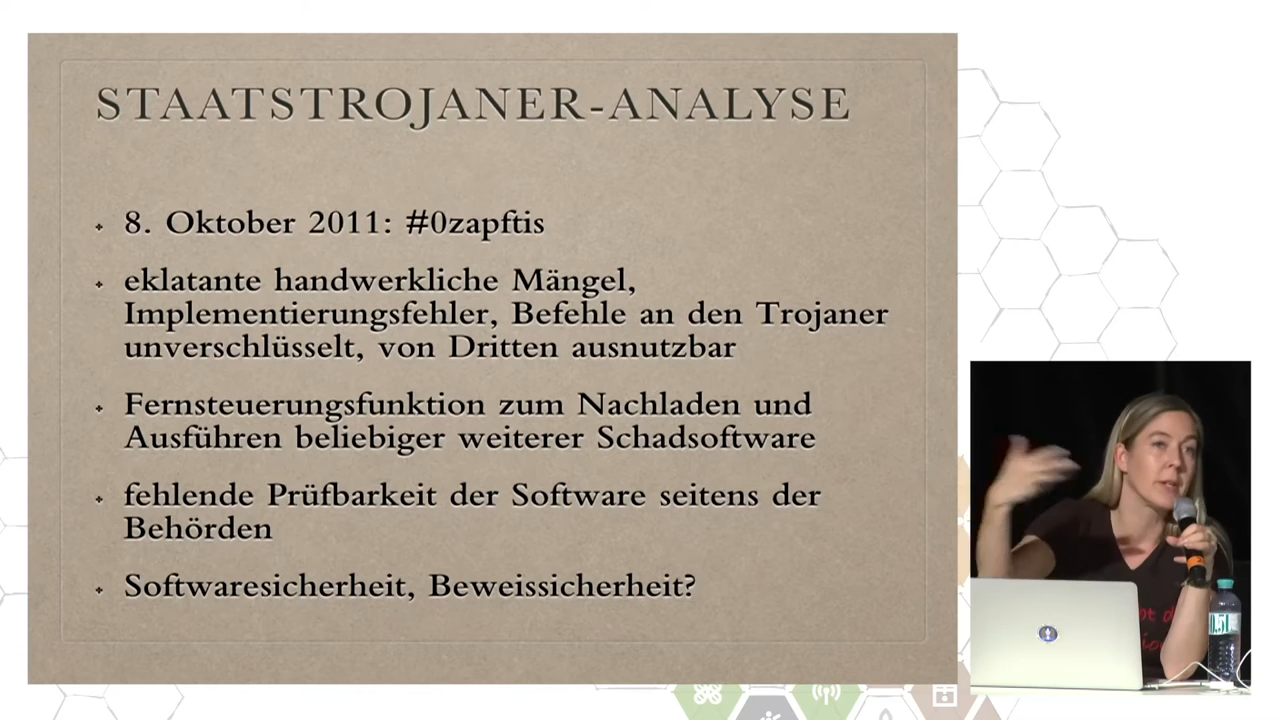 STAATSTROJANER-ANALYSE
8. Oktober 2011: #0zapftis
eklatante handwerkliche Mängel,
Implementierungsfehler, Befehle an den Trojaner
unverschlüsselt, von Dritten ausnutzbar
Fernsteuerungsfunktion zum Nachladen und
Ausführen beliebiger weiterer Schadsoftware
fehlende Prüfbarkeit der Software seitens der
Behörden
Softwaresicherheit, Beweissicherheit?